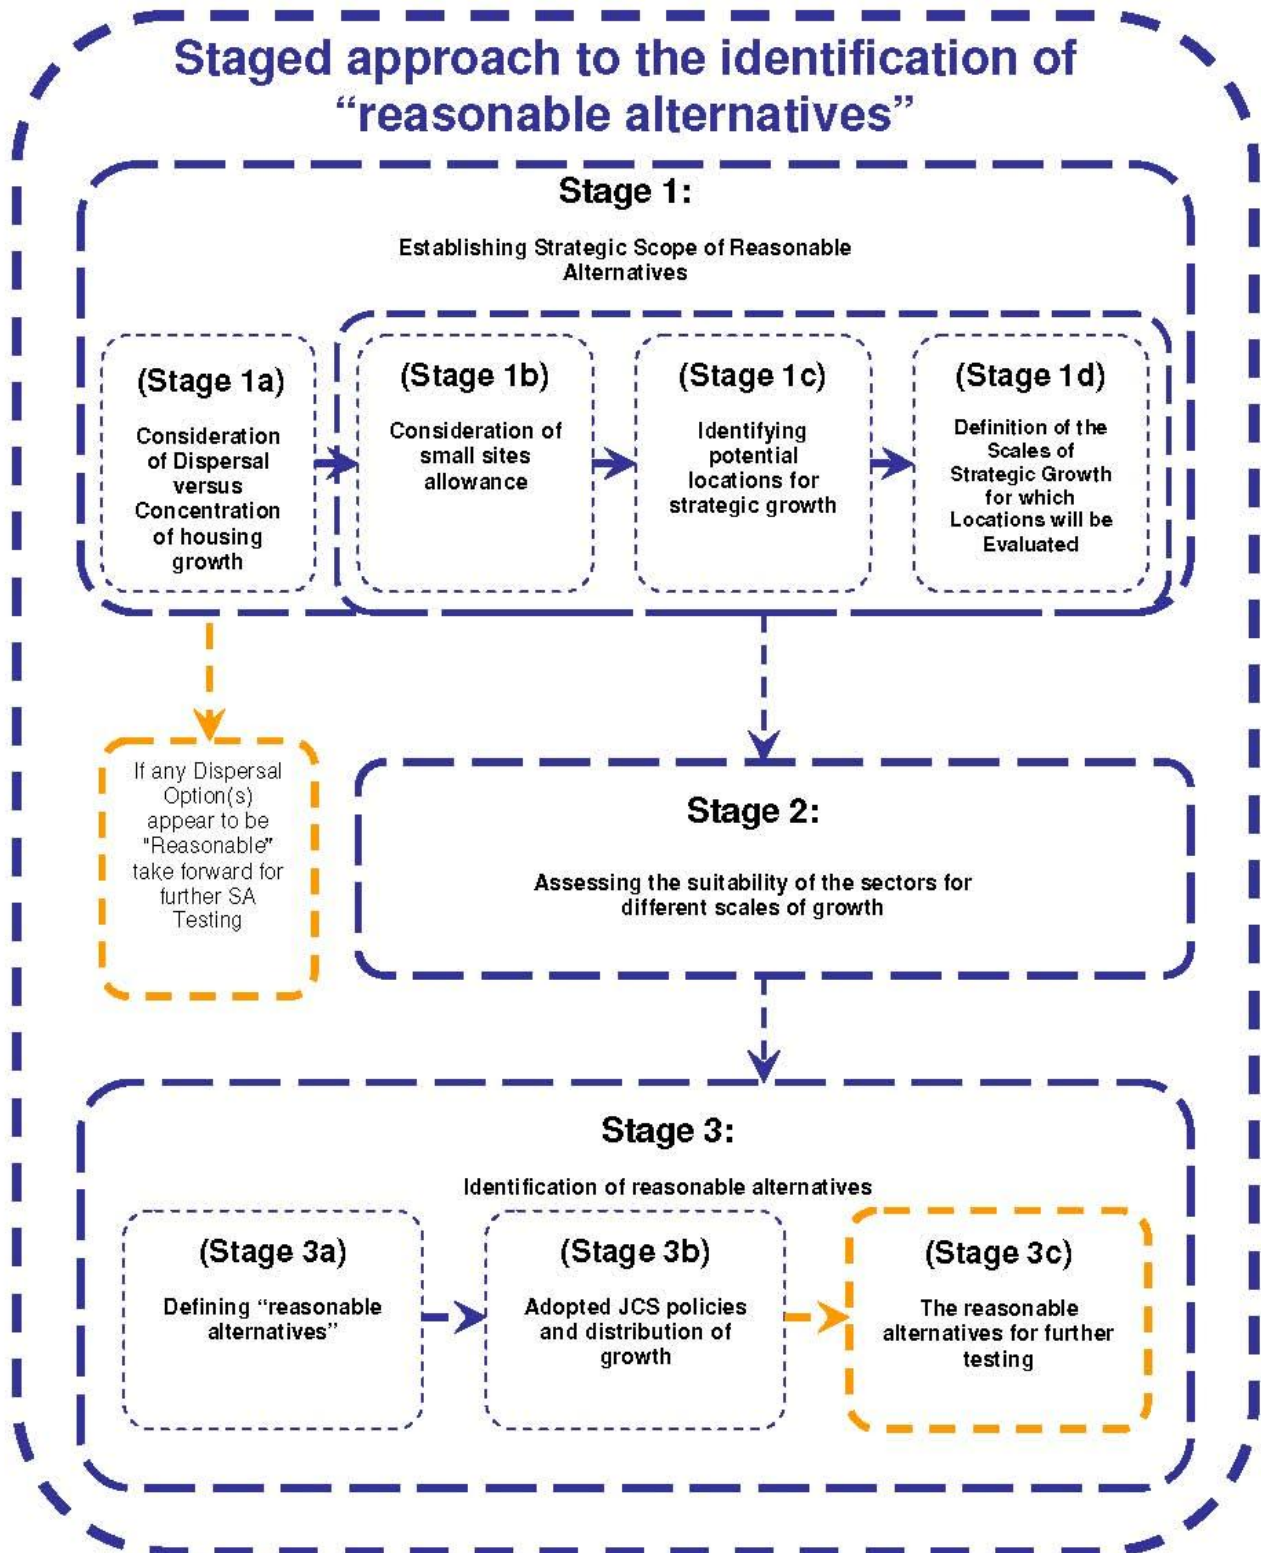 Staged approach to the identification of
“reasonable alternatives”
Stage 1:
Establishing Strategic Scope of Reasonable
Alternatives
(Stage 1a)
Consideration
of Dispersal
versus
Concentration
of housing
growth
(Stage 1b)
Consideration of
small sites
allowance
(Stage 1c)
Identifying
potential
locations for
strategic growth
(Stage 1d)
Definition of the
Scales of
Strategic Growth
for which
Locations will be
Evaluated
If any Dispersal
Option(s)
appear to be
"Reasonable”
take forward for
further SA
Testing
Stage 2:
Assessing the suitability of the sectors for
different scales of growth
Stage 3:
Identification of reasonable alternatives
(Stage 3a)
Defining “reasonable
alternatives”
(Stage 3b)
Adopted JCS policies
and distribution of
growth
(Stage 3c)
The reasonable
alternatives for further
testing